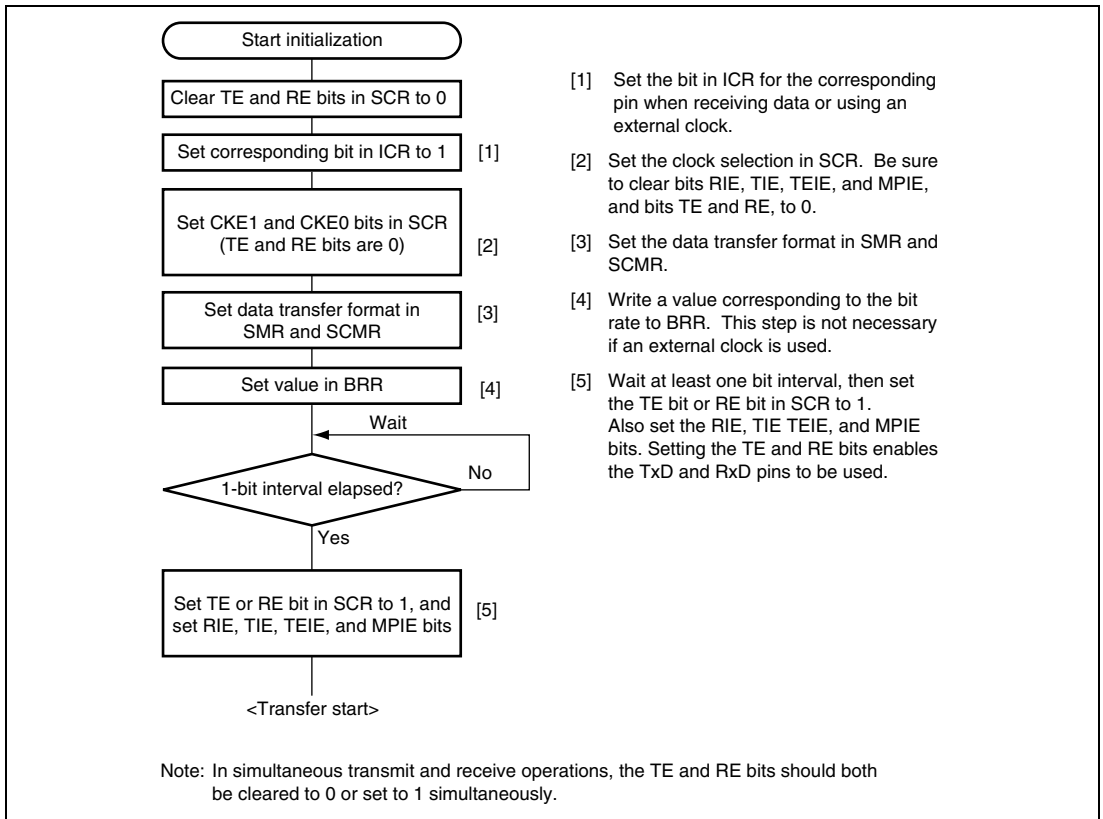 Start initialization
Clear TE and RE bits in SCR to 0
Set corresponding bit in ICR to 1
[1]
Set CKE1 and CKE0 bits in SCR
(TE and RE bits are 0)
[2]
Set data transfer format in
SMR and SCMR
[3]
Set value in BRR
[4]
Wait
1-bit interval elapsed?
No
Yes
Set TE or RE bit in SCR to 1, and
set RIE, TIE, TEIE, and MPIE bits
[5]
<Transfer start>
[1] Set the bit in ICR for the corresponding
pin when receiving data or using an
external clock.
[2] Set the clock selection in SCR. Be sure
to clear bits RIE, TIE, TEIE, and MPIE,
and bits TE and RE, to 0.
[3] Set the data transfer format in SMR and
SCMR.
[4] Write a value corresponding to the bit
rate to BRR. This step is not necessary
if an external clock is used.
[5] Wait at least one bit interval, then set
the TE bit or RE bit in SCR to 1.
Also set the RIE, TIE TEIE, and MPIE
bits. Setting the TE and RE bits enables
the TxD and RxD pins to be used.
Note: In simultaneous transmit and receive operations, the TE and RE bits should both
be cleared to 0 or set to 1 simultaneously.